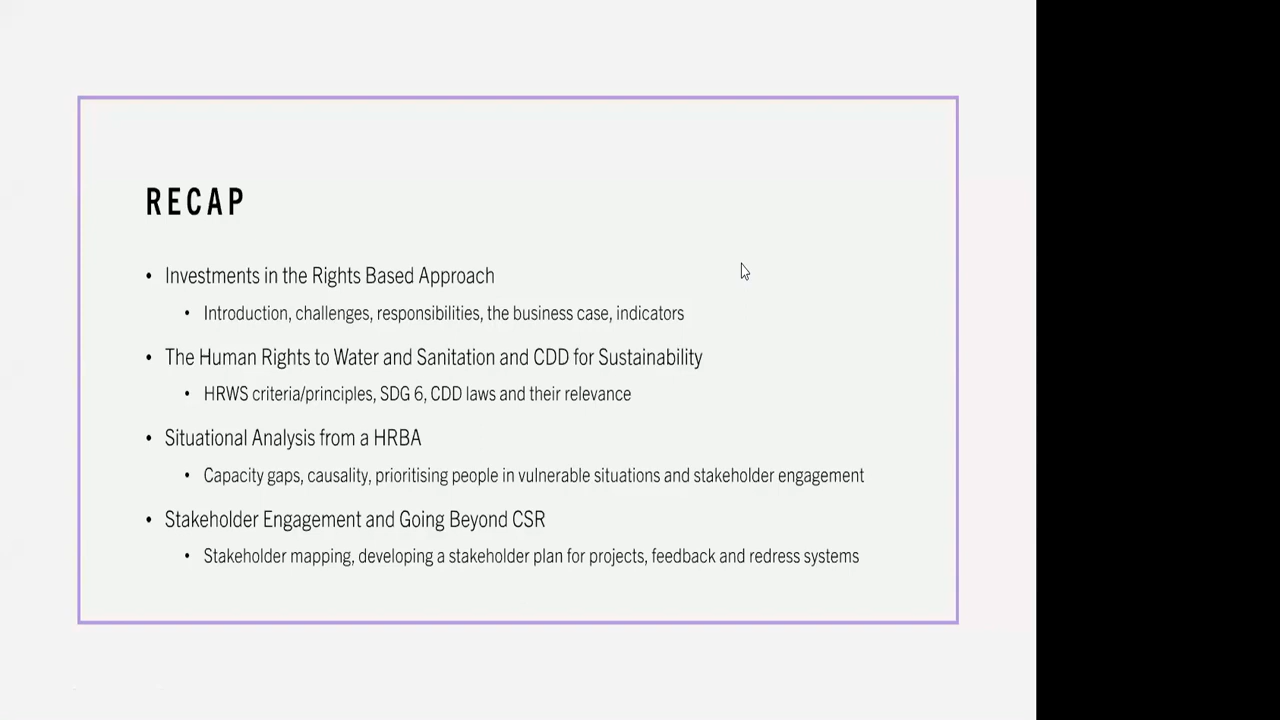 RECAP
• Investments in the Rights Based Approach
• Introduction, challenges, responsibilities, the business case, indicators
• The Human Rights to Water and Sanitation and CDD for Sustainability
• HRWS criteria/principles, SDG 6, CDD laws and their relevance
• Situational Analysis from a HRBA
• Capacity gaps, causality, prioritising people in vulnerable situations and stakeholder engagement
• Stakeholder Engagement and Going Beyond CSR
• Stakeholder mapping, developing a stakeholder plan for projects, feedback and redress systems